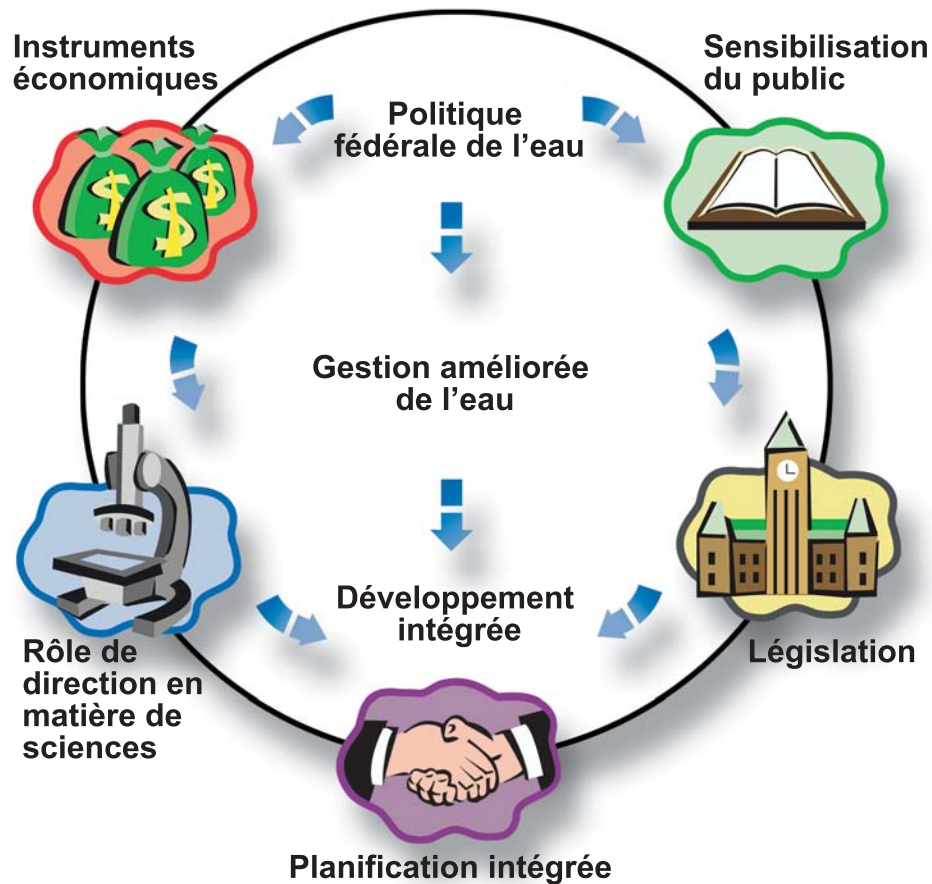 Instruments
économiques
Sensibilisation
du public
Politique
fédérale de l'eau
Gestion améliorée
de l'eau
Développement
intégrée
Rôle de
direction en
matière de
sciences
Législation
Planification intégrée